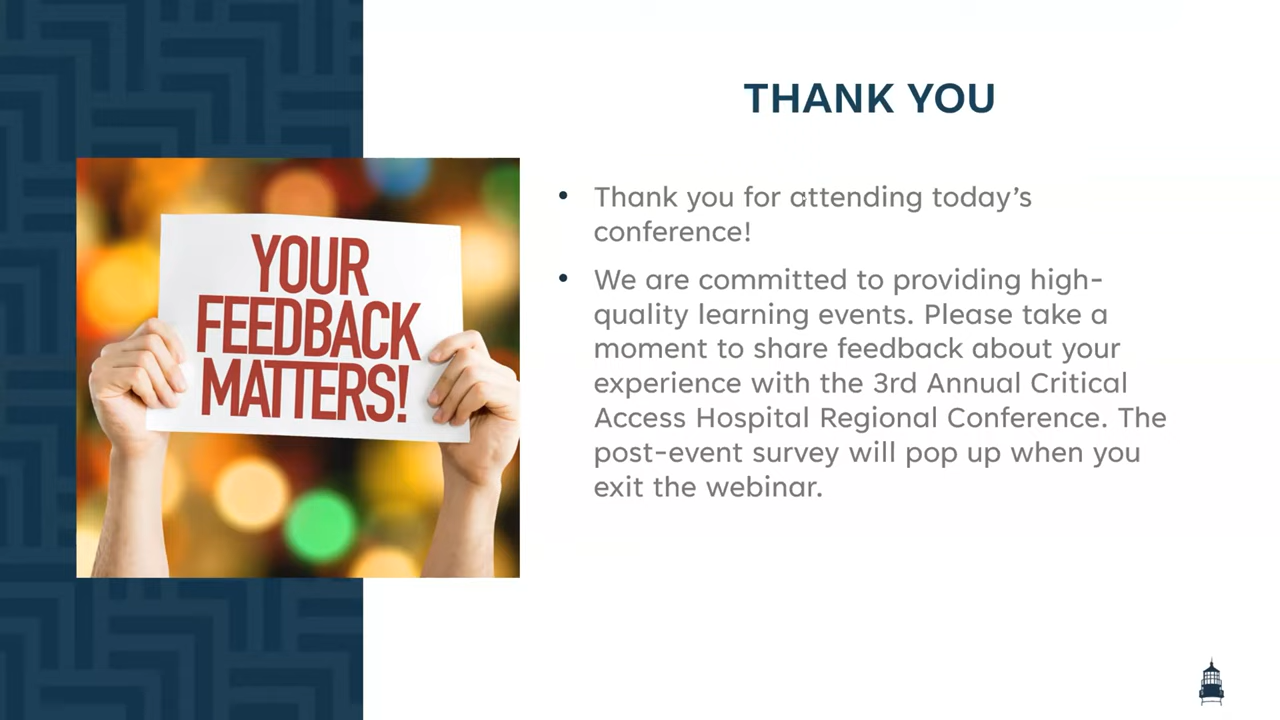 THANK YOU
YOUR
FEEDBACK
MATTERS!
• Thank you for attending today’s
conference!
• We are committed to providing high-
quality learning events. Please take a
moment to share feedback about your
experience with the 3rd Annual Critical
Access Hospital Regional Conference. The
post-event survey will pop up when you
exit the webinar.